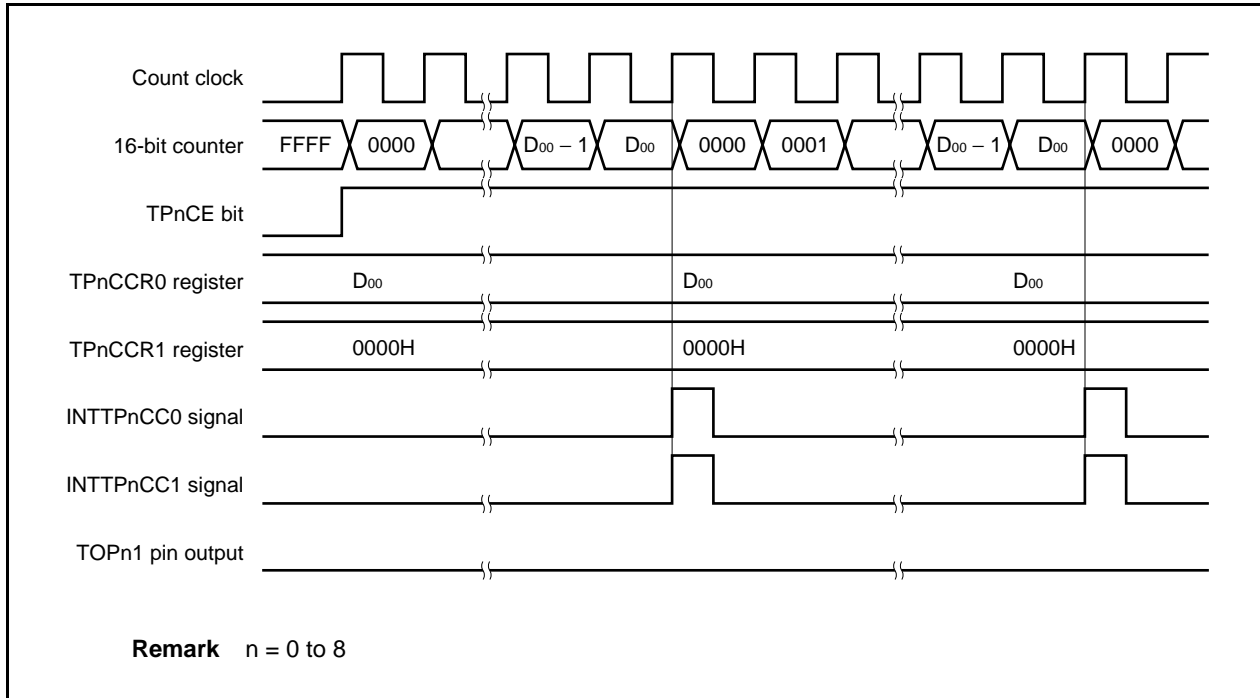 Count clock
16-bit counter FFFF 0000 D00 − 1 D00 0000 0001 D00 − 1 D00 0000
TPnCE bit
TPnCCR0 register D00 D00 D00
TPnCCR1 register 0000H 0000H 0000H
INTTPnCC0 signal
INTTPnCC1 signal
TOPn1 pin output
Remark n = 0 to 8